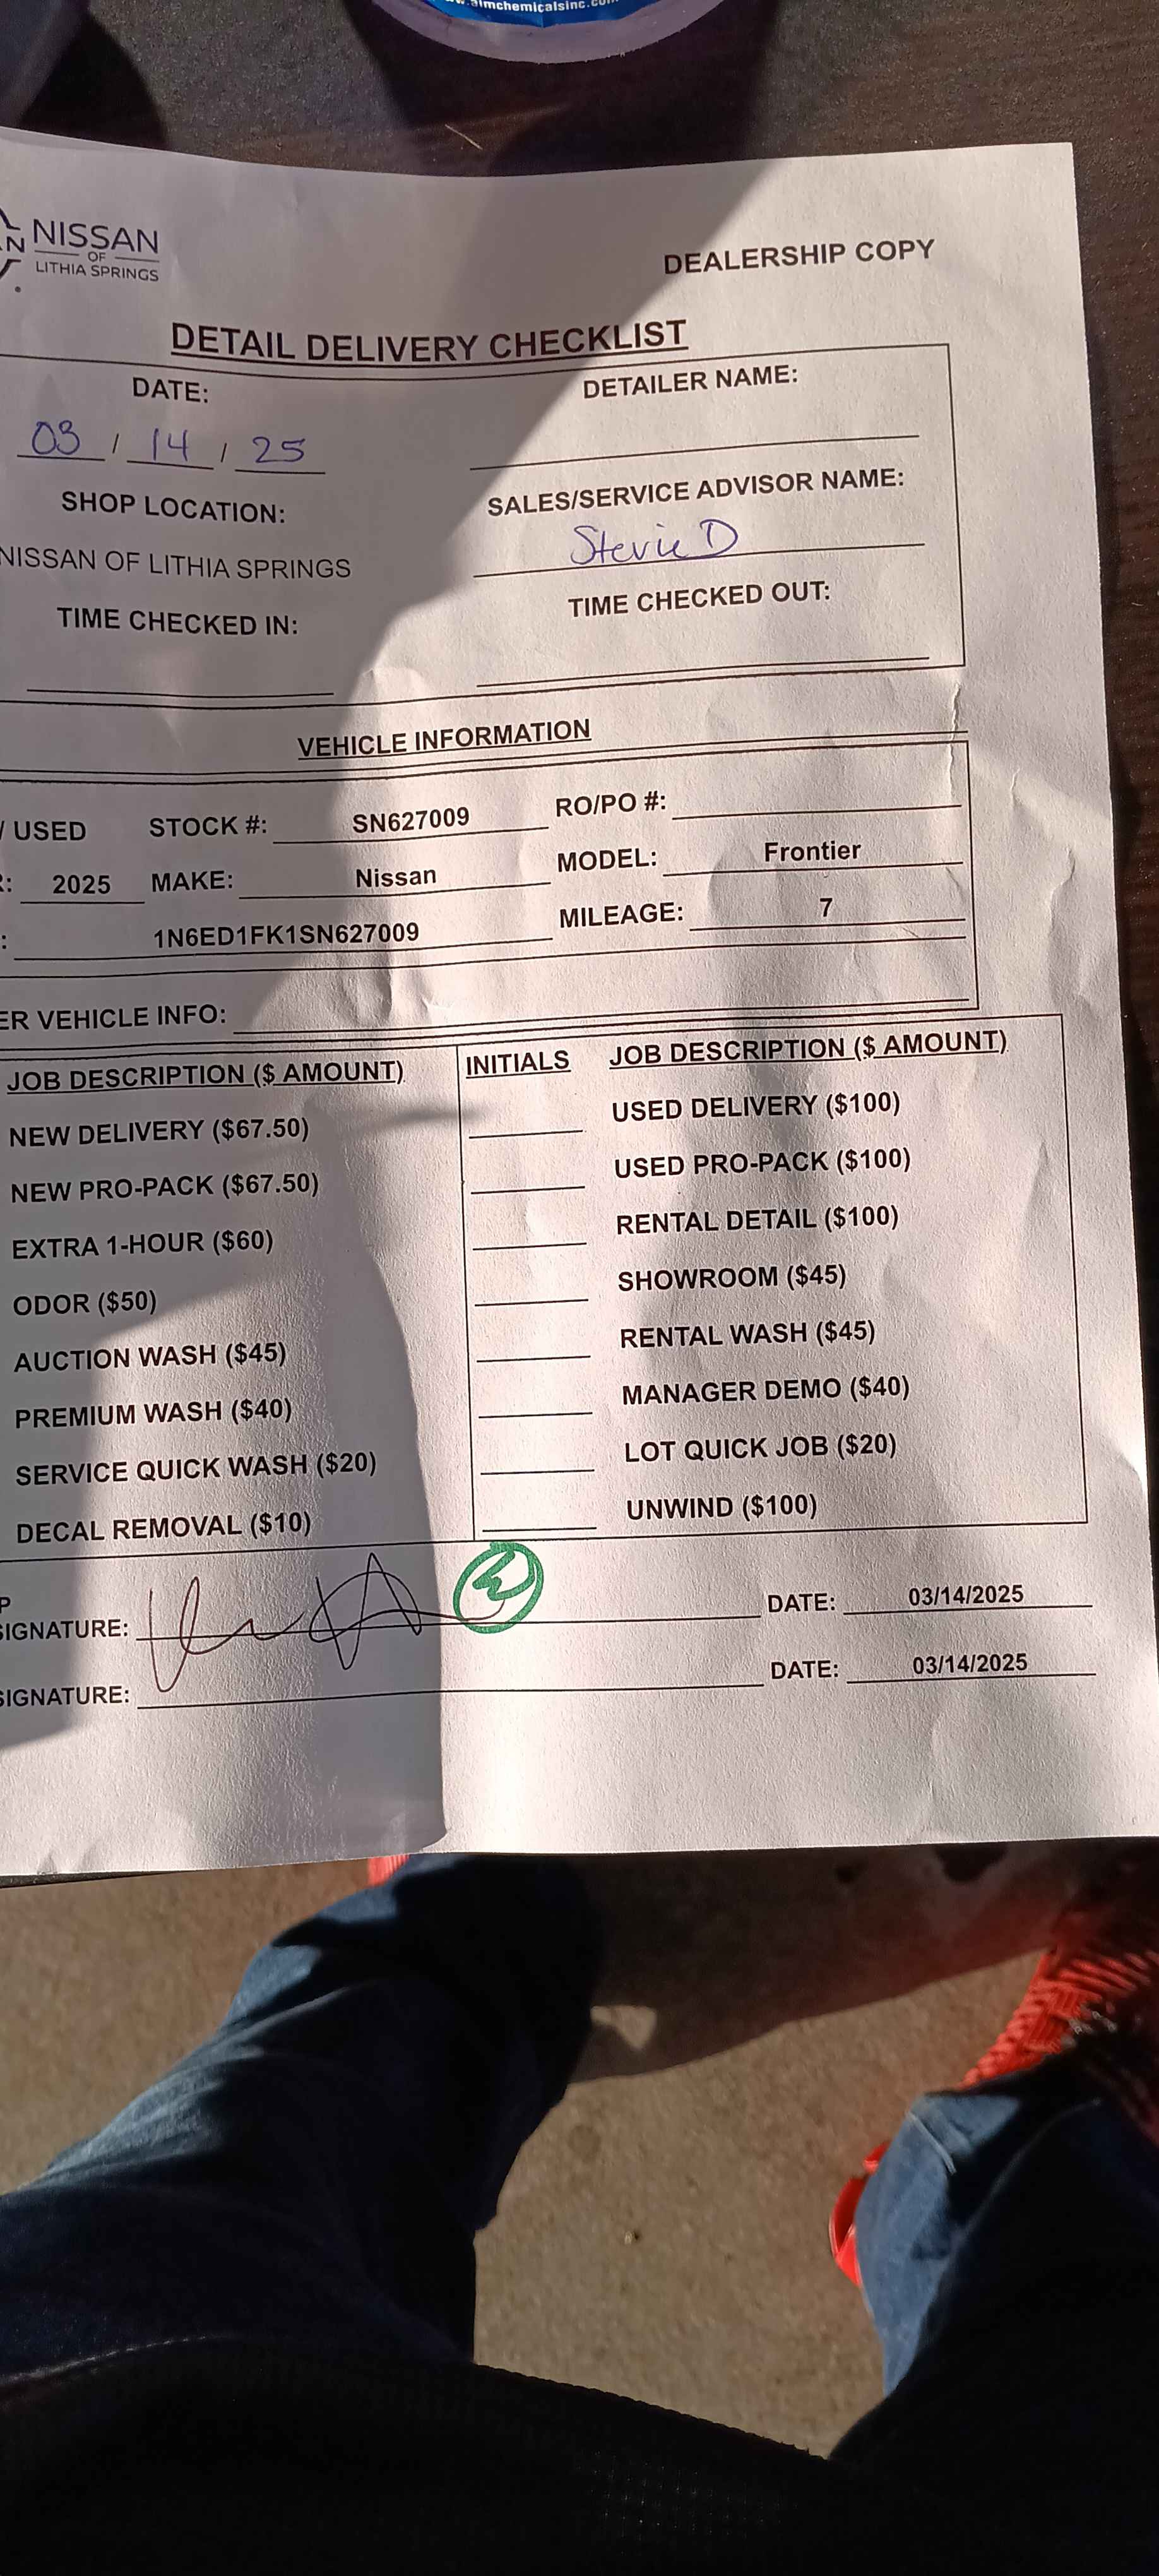 w.aimchemicalsinc.com
NISSAN
OF
LITHIA SPRINGS
DEALERSHIP COPY
DETAIL DELIVERY CHECKLIST
DATE: DETAILER NAME:
03 / 14 / 25
SHOP LOCATION: SALES/SERVICE ADVISOR NAME:
NISSAN OF LITHIA SPRINGS Stevie D
TIME CHECKED IN: TIME CHECKED OUT:
VEHICLE INFORMATION
/ USED STOCK #: SN627009 RO/PO #:
R: 2025 MAKE: Nissan MODEL: Frontier
: 1N6ED1FK1SN627009 MILEAGE: 7
ER VEHICLE INFO:
JOB DESCRIPTION ($ AMOUNT) INITIALS JOB DESCRIPTION ($ AMOUNT)
NEW DELIVERY ($67.50) USED DELIVERY ($100)
NEW PRO-PACK ($67.50) USED PRO-PACK ($100)
EXTRA 1-HOUR ($60) RENTAL DETAIL ($100)
ODOR ($50) SHOWROOM ($45)
AUCTION WASH ($45) RENTAL WASH ($45)
PREMIUM WASH ($40) MANAGER DEMO ($40)
SERVICE QUICK WASH ($20) LOT QUICK JOB ($20)
DECAL REMOVAL ($10) UNWIND ($100)
P
SIGNATURE: DATE: 03/14/2025
SIGNATURE: DATE: 03/14/2025